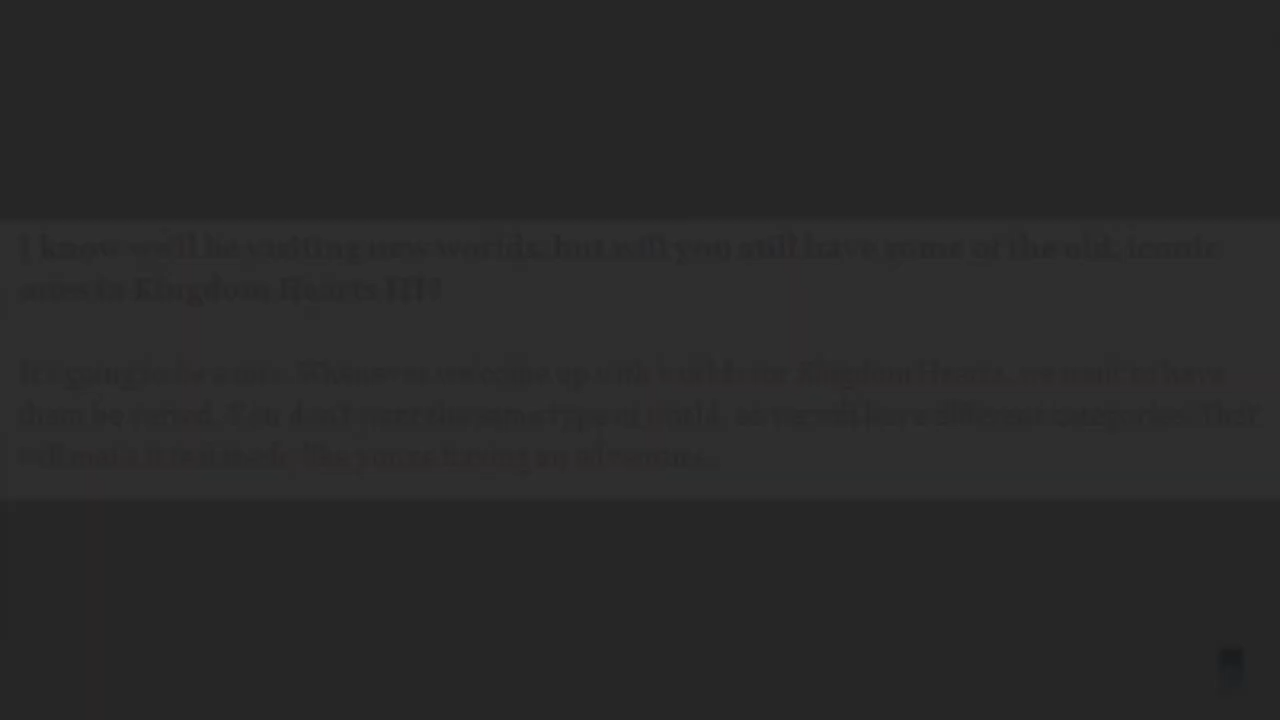 I know we'll be visiting new worlds, but will you still have some of the old, iconic
ones in Kingdom Hearts III?
It's going to be a mix. Whenever we come up with worlds for Kingdom Hearts, we want to have
them be varied. You don't want the same type of world, so we will have different categories. That
will make it feel like you're having an adventure.